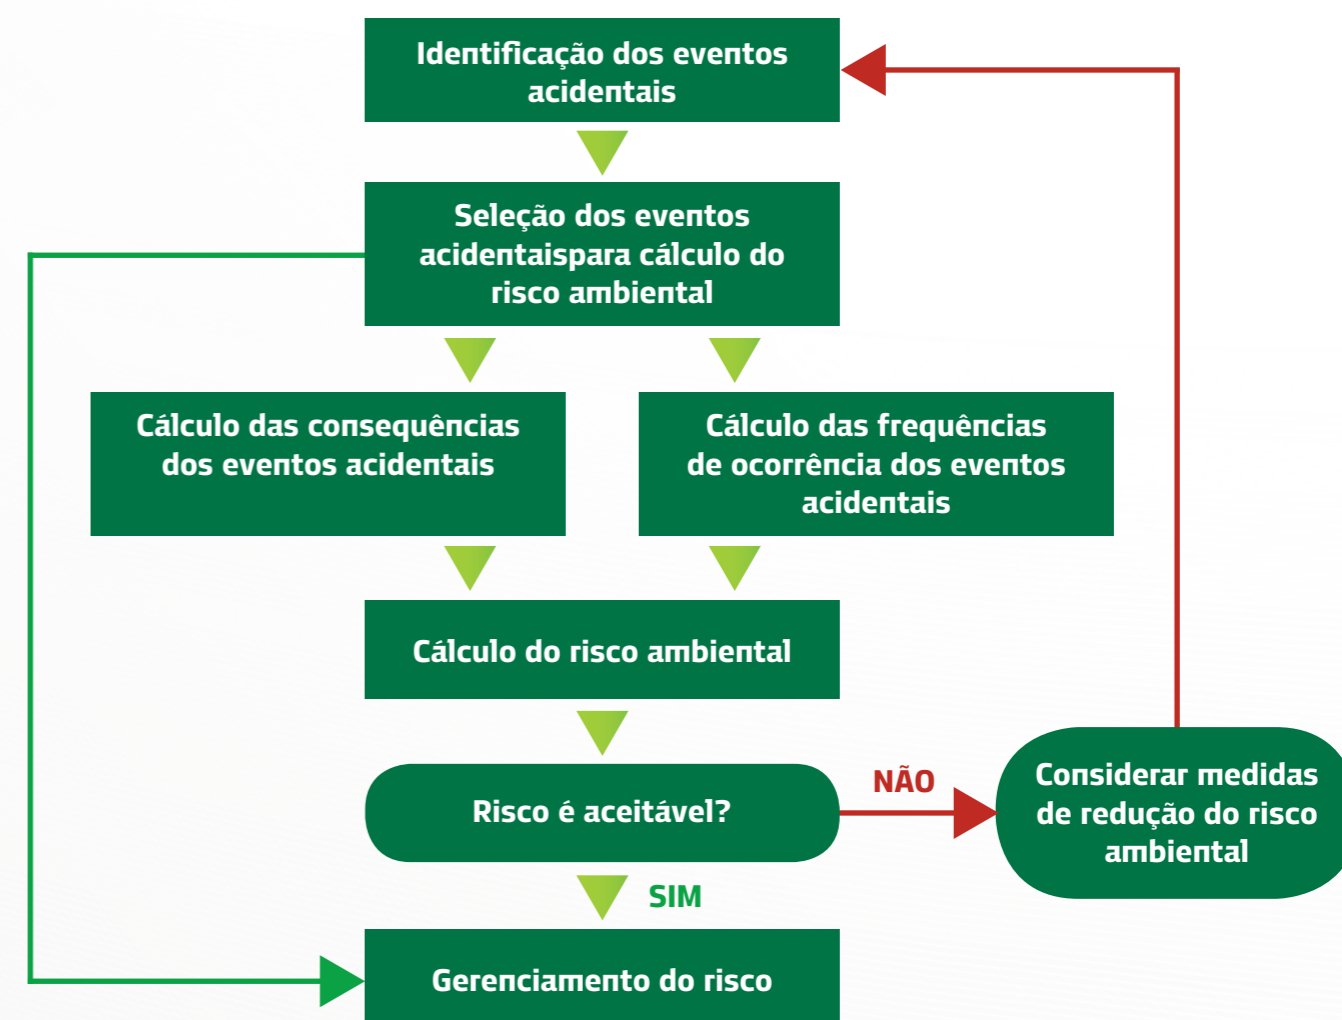 Identificação dos eventos
acidentais
Seleção dos eventos
acidentaispara cálculo do
risco ambiental
Cálculo das consequências
dos eventos acidentais
Cálculo das frequências
de ocorrência dos eventos
acidentais
Cálculo do risco ambiental
Risco é aceitável?
NÃO
Considerar medidas
de redução do risco
ambiental
SIM
Gerenciamento do risco